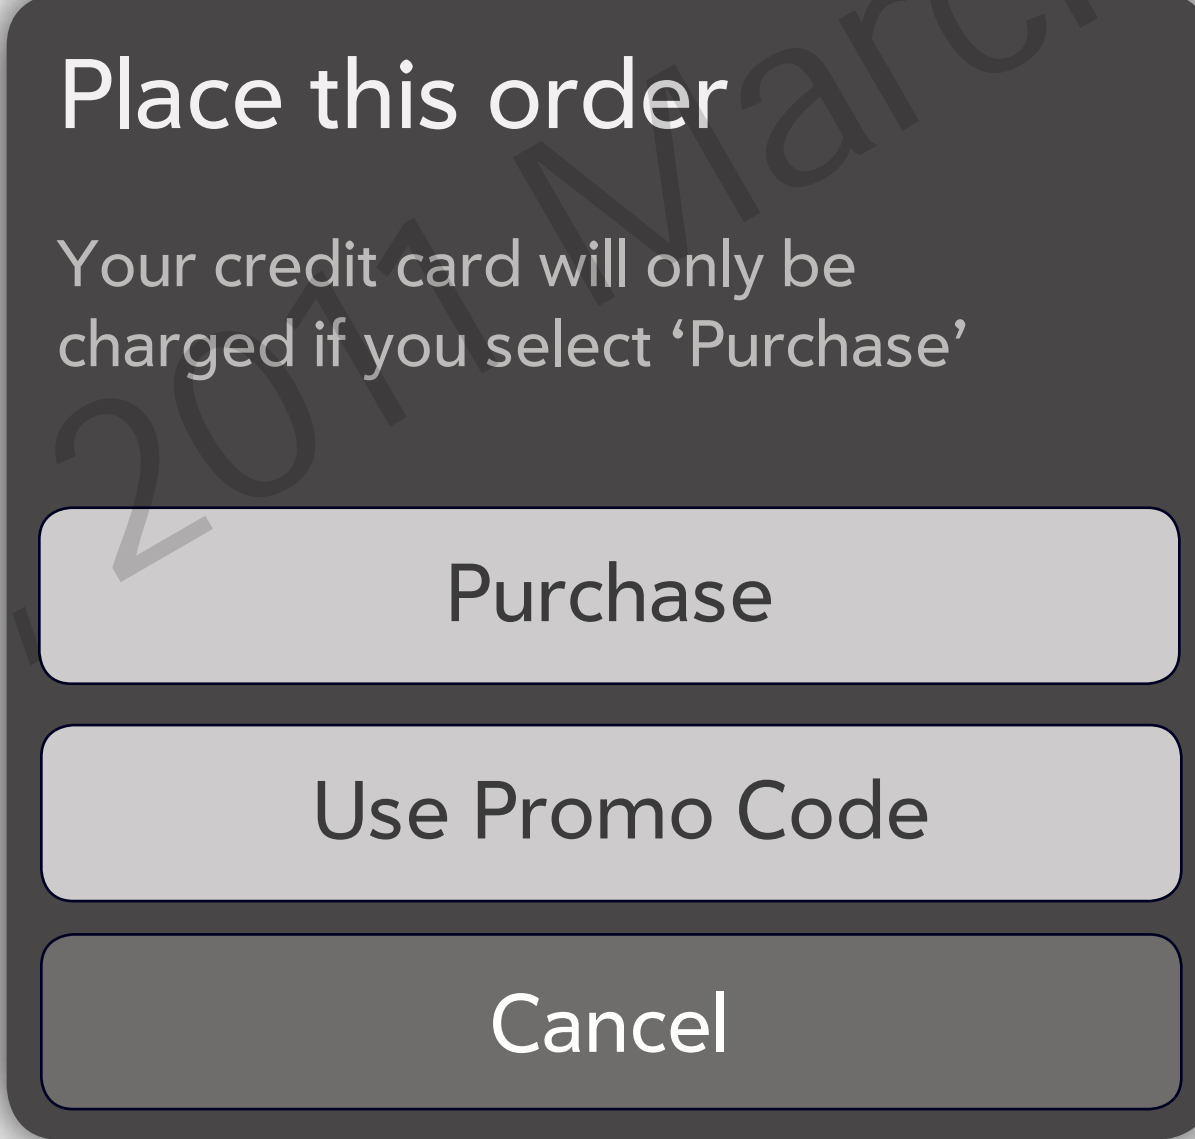 Place this order
Your credit card will only be
charged if you select ‘Purchase’
Purchase
Use Promo Code
Cancel
2011 Marc